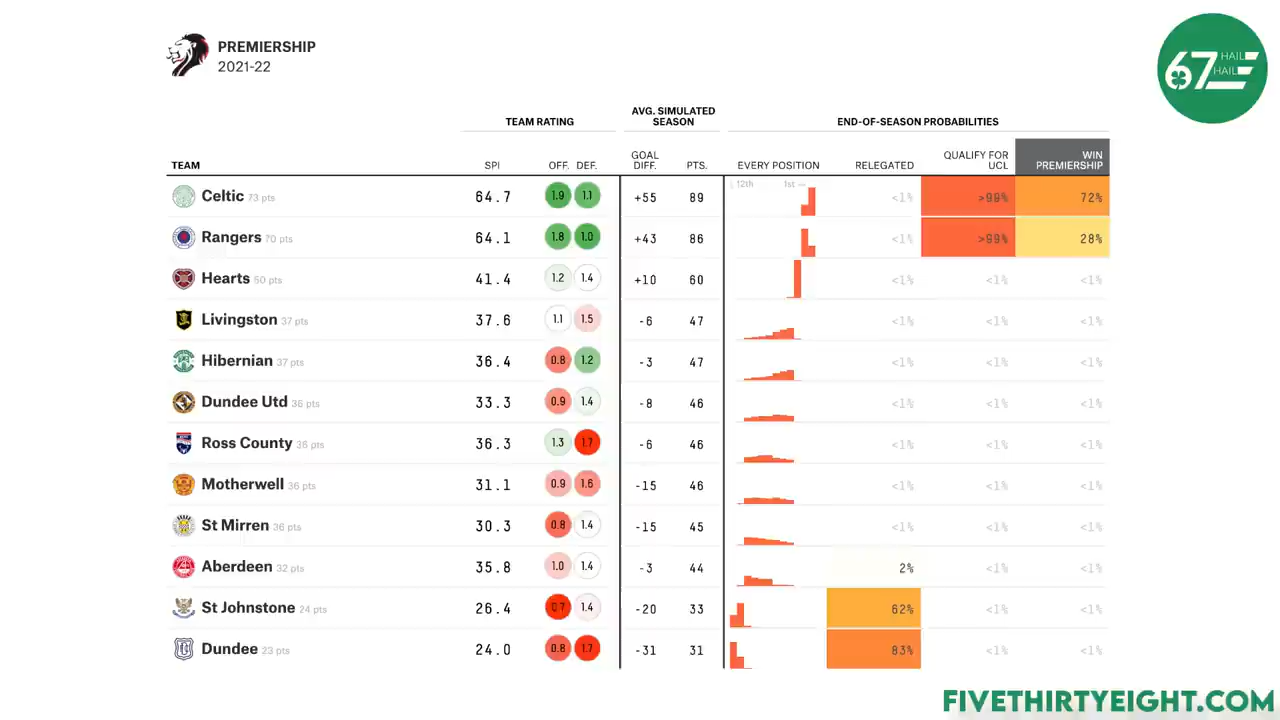 PREMIERSHIP
2021-22
67 HAIL HAIL
TEAM RATING AVG. SIMULATED SEASON END-OF-SEASON PROBABILITIES
TEAM SPI OFF. DEF. GOAL DIFF. PTS. EVERY POSITION RELEGATED QUALIFY FOR UCL WIN PREMIERSHIP
12th 1st
Celtic 73 pts 64.7 1.9 1.1 +55 89 <1% >99% 72%
Rangers 70 pts 64.1 1.8 1.0 +43 86 <1% >99% 28%
Hearts 50 pts 41.4 1.2 1.4 +10 60 <1% <1% <1%
Livingston 37 pts 37.6 1.1 1.5 -6 47 <1% <1% <1%
Hibernian 37 pts 36.4 0.8 1.2 -3 47 <1% <1% <1%
Dundee Utd 36 pts 33.3 0.9 1.4 -8 46 <1% <1% <1%
Ross County 36 pts 36.3 1.3 1.7 -6 46 <1% <1% <1%
Motherwell 36 pts 31.1 0.9 1.6 -15 46 <1% <1% <1%
St Mirren 36 pts 30.3 0.8 1.4 -15 45 <1% <1% <1%
Aberdeen 32 pts 35.8 1.0 1.4 -3 44 2% <1% <1%
St Johnstone 24 pts 26.4 0.7 1.4 -20 33 62% <1% <1%
Dundee 23 pts 24.0 0.8 1.7 -31 31 83% <1% <1%
FIVETHIRTYEIGHT.COM